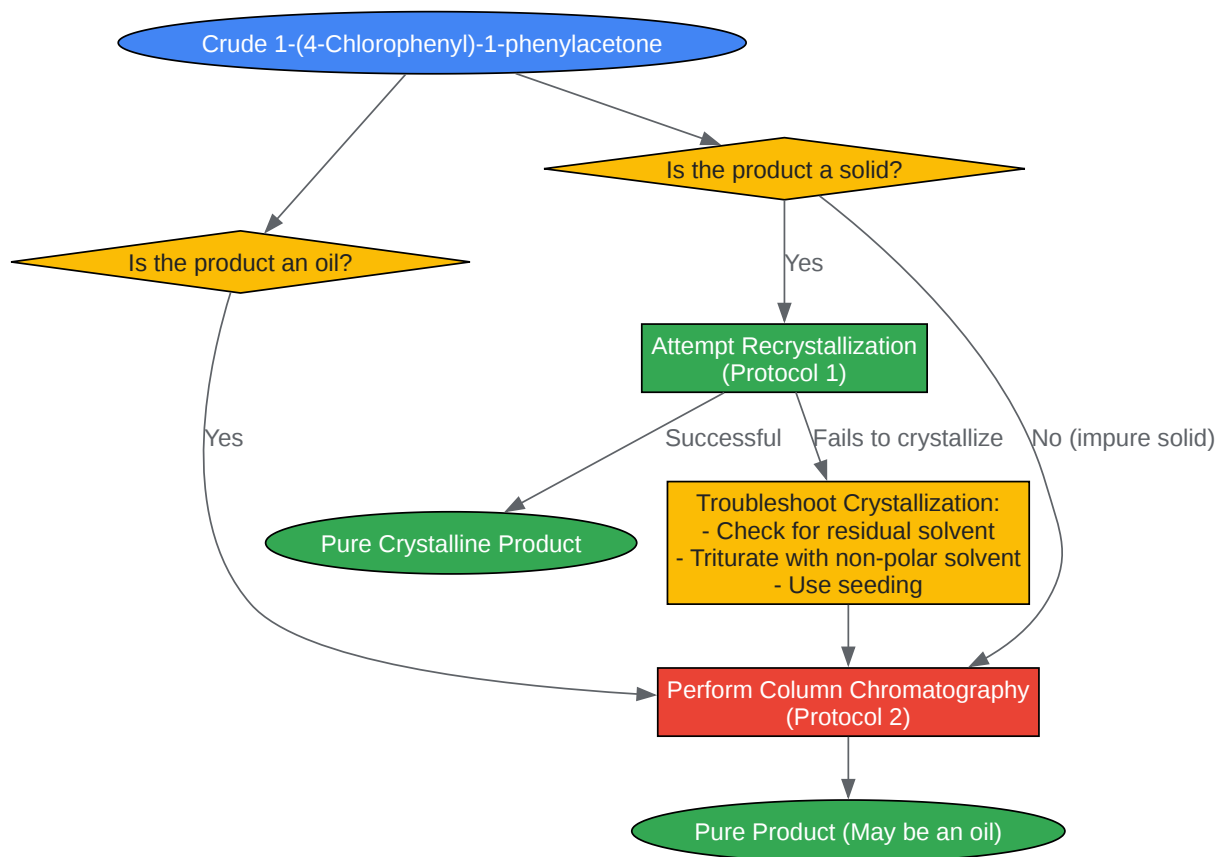 Crude 1-(4-Chlorophenyl)-1-phenylacetone
Is the product a solid?
Is the product an oil?
Yes
Attempt Recrystallization
(Protocol 1)
Yes
Successful
Fails to crystallize
No (impure solid)
Troubleshoot Crystallization:
- Check for residual solvent
- Triturate with non-polar solvent
- Use seeding
Pure Crystalline Product
Perform Column Chromatography
(Protocol 2)
Pure Product (May be an oil)